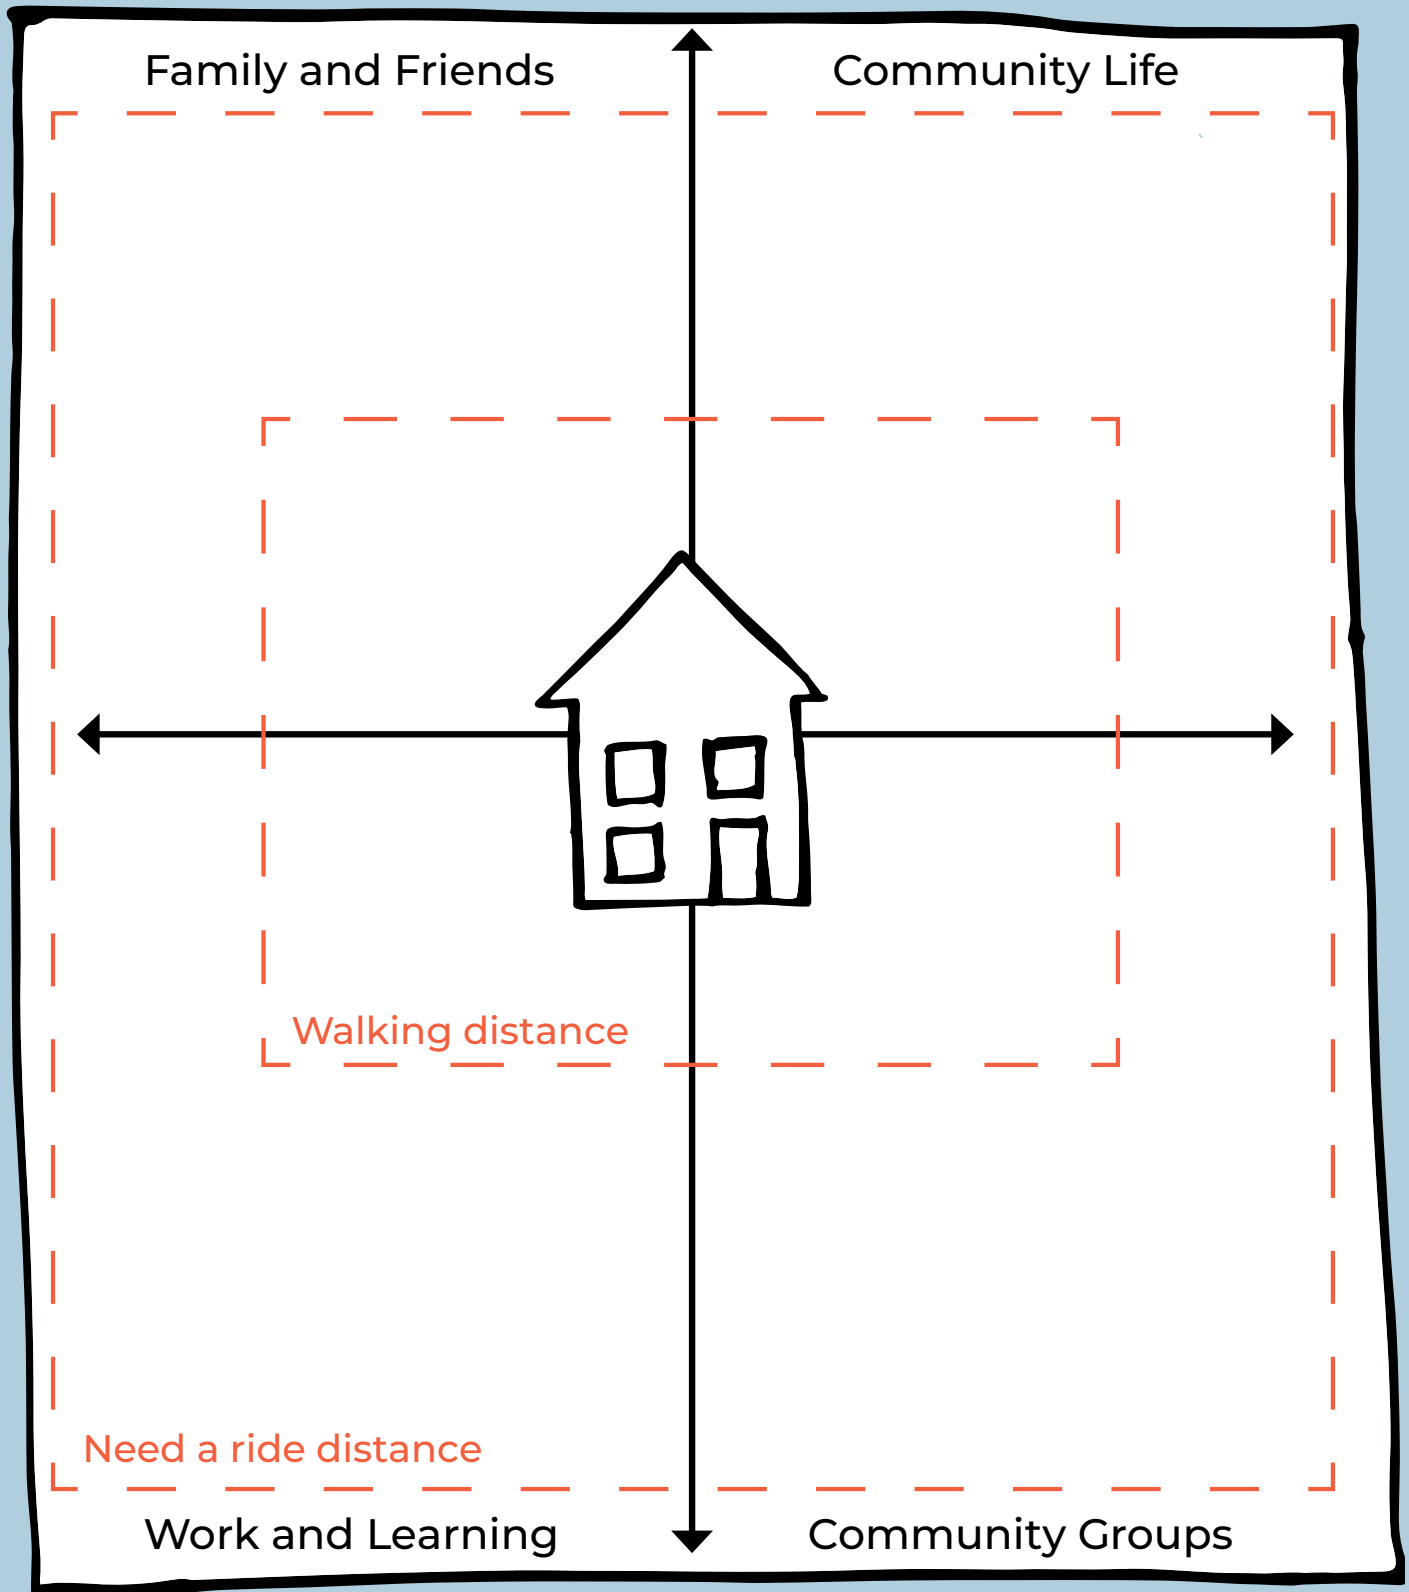 Family and Friends
Community Life
Walking distance
Need a ride distance
Work and Learning
Community Groups